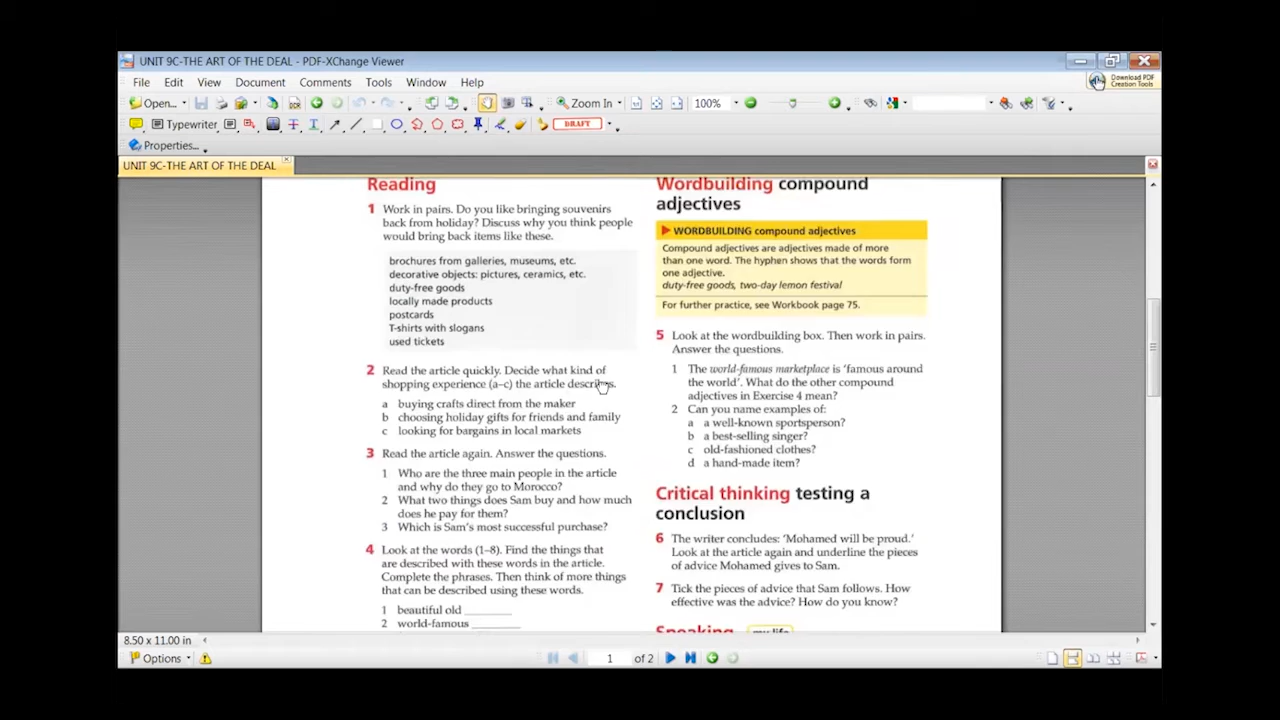 UNIT 9C-THE ART OF THE DEAL - PDF-XChange Viewer
File Edit View Document Comments Tools Window Help
Download PDF
Creation Tools
Open... Zoom In 100%
Typewriter DRAFT
Properties...
UNIT 9C-THE ART OF THE DEAL
Reading
1 Work in pairs. Do you like bringing souvenirs
back from holiday? Discuss why you think people
would bring back items like these.
brochures from galleries, museums, etc.
decorative objects: pictures, ceramics, etc.
duty-free goods
locally made products
postcards
T-shirts with slogans
used tickets
2 Read the article quickly. Decide what kind of
shopping experience (a–c) the article describes.
a buying crafts direct from the maker
b choosing holiday gifts for friends and family
c looking for bargains in local markets
3 Read the article again. Answer the questions.
1 Who are the three main people in the article
and why do they go to Morocco?
2 What two things does Sam buy and how much
does he pay for them?
3 Which is Sam's most successful purchase?
4 Look at the words (1–8). Find the things that
are described with these words in the article.
Complete the phrases. Then think of more things
that can be described using these words.
1 beautiful old ________
2 world-famous ________
Wordbuilding compound
adjectives
▶ WORDBUILDING compound adjectives
Compound adjectives are adjectives made of more
than one word. The hyphen shows that the words form
one adjective.
duty-free goods, two-day lemon festival
For further practice, see Workbook page 75.
5 Look at the wordbuilding box. Then work in pairs.
Answer the questions.
1 The world-famous marketplace is 'famous around
the world'. What do the other compound
adjectives in Exercise 4 mean?
2 Can you name examples of:
a a well-known sportsperson?
b a best-selling singer?
c old-fashioned clothes?
d a hand-made item?
Critical thinking testing a
conclusion
6 The writer concludes: 'Mohamed will be proud.'
Look at the article again and underline the pieces
of advice Mohamed gives to Sam.
7 Tick the pieces of advice that Sam follows. How
effective was the advice? How do you know?
Speaking my life
8.50 x 11.00 in
Options 1 of 2